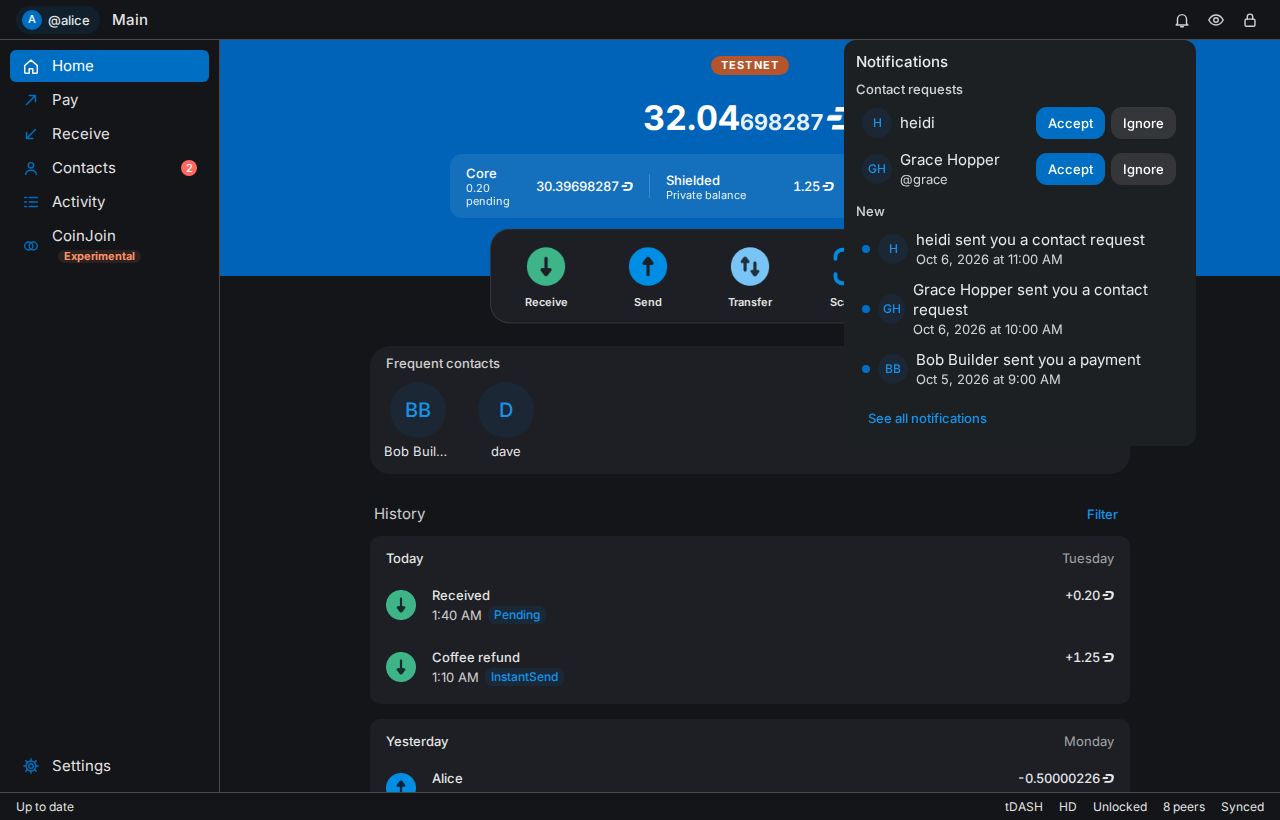 A @alice Main
Home
Pay
Receive
Contacts 2
Activity
CoinJoin
Experimental
Settings
TESTNET
32.04698287
Core
0.20
pending
30.39698287
Shielded
Private balance
1.25
Receive
Send
Transfer
Notifications
Contact requests
H heidi Accept Ignore
GH Grace Hopper
@grace
Accept Ignore
New
H heidi sent you a contact request
Oct 6, 2026 at 11:00 AM
GH Grace Hopper sent you a contact
request
Oct 6, 2026 at 10:00 AM
BB Bob Builder sent you a payment
Oct 5, 2026 at 9:00 AM
See all notifications
Frequent contacts
BB D
Bob Buil... dave
History Filter
Today Tuesday
Received +0.20
1:40 AM Pending
Coffee refund +1.25
1:10 AM InstantSend
Yesterday Monday
Alice -0.50000226
Up to date tDASH HD Unlocked 8 peers Synced